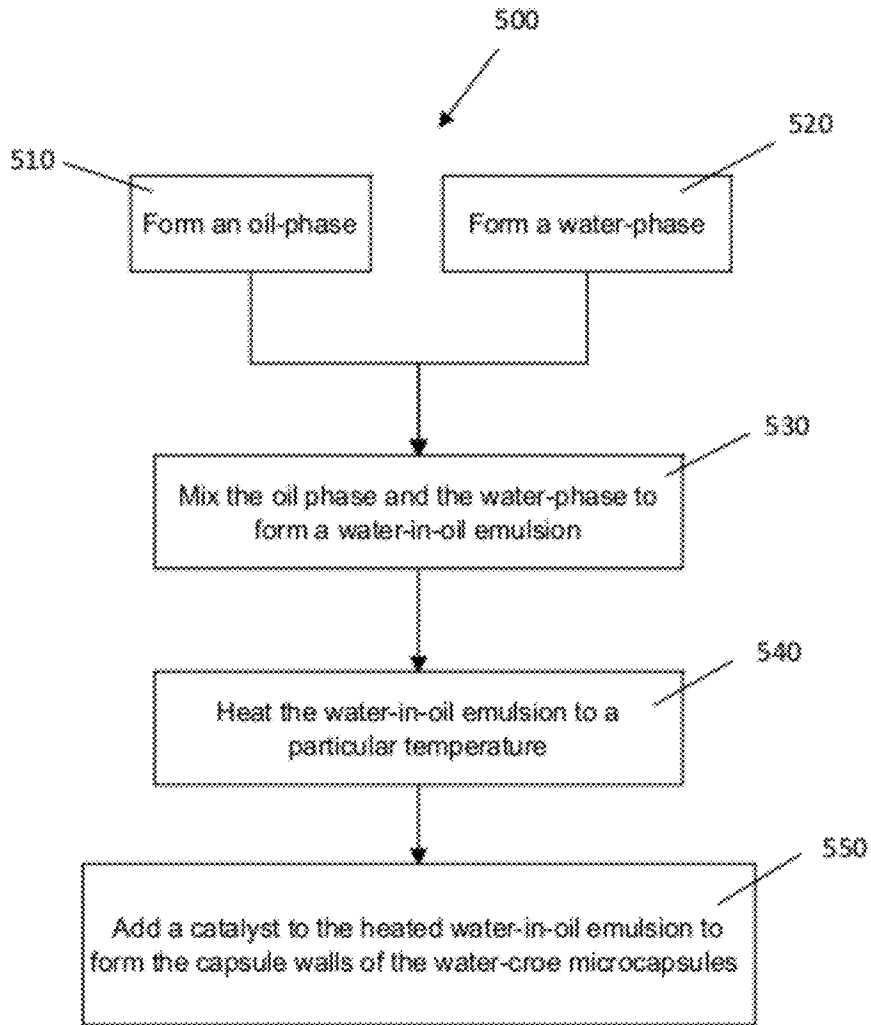 500
510
520
Form an oil-phase
Form a water-phase
530
Mix the oil phase and the water-phase to
form a water-in-oil emulsion
540
Heat the water-in-oil emulsion to a
particular temperature
550
Add a catalyst to the heated water-in-oil emulsion to
form the capsule walls of the water-croe microcapsules